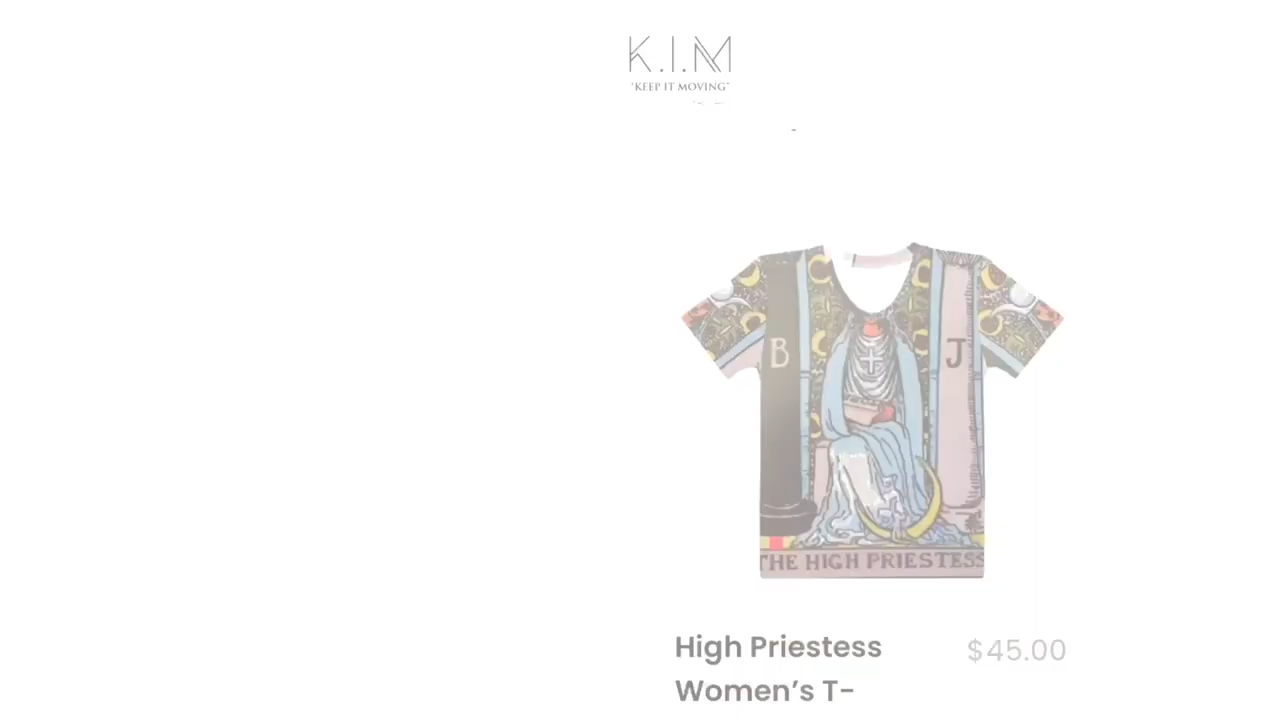 K.I.M
"KEEP IT MOVING"
B J
THE HIGH PRIESTESS
High Priestess $45.00
Women's T-